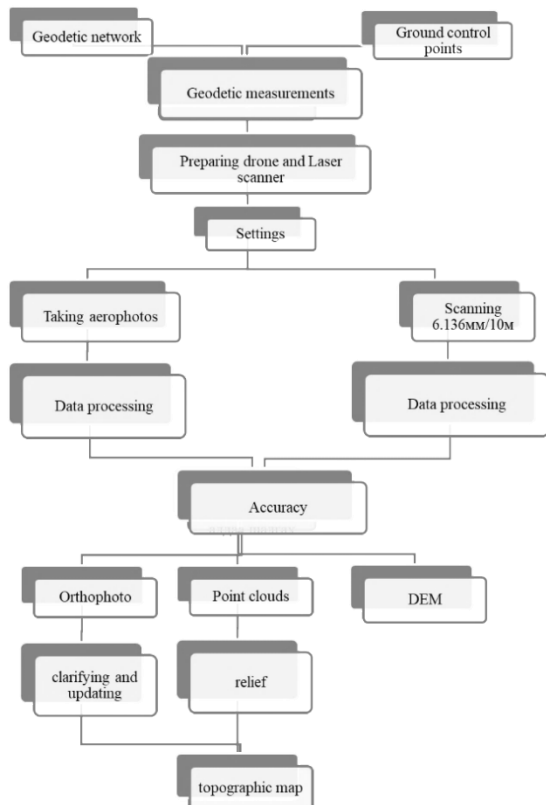 Geodetic network
Ground control
points
Geodetic measurements
Preparing drone and Laser
scanner
Settings
Taking aerophotos
Scanning
6.136мм/10м
Data processing
Data processing
Accuracy
Orthophoto
Point clouds
DEM
clarifying and
updating
relief
topographic map